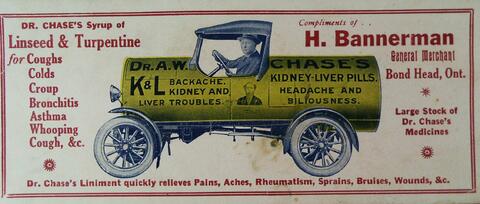 DR. CHASE'S Syrup of
Linseed & Turpentine
for Coughs
Colds
Croup
Bronchitis
Asthma
Whooping
Cough, &c.
DR. A.W. CHASE'S
K&L BACKACHE, KIDNEY AND LIVER TROUBLES.
KIDNEY-LIVER PILLS.
HEADACHE AND
BILIOUSNESS.
Compliments of . .
H. Bannerman
General Merchant
Bond Head, Ont.
Large Stock of
Dr. Chase's
Medicines
Dr. Chase's Liniment quickly relieves Pains, Aches, Rheumatism, Sprains, Bruises, Wounds, &c.